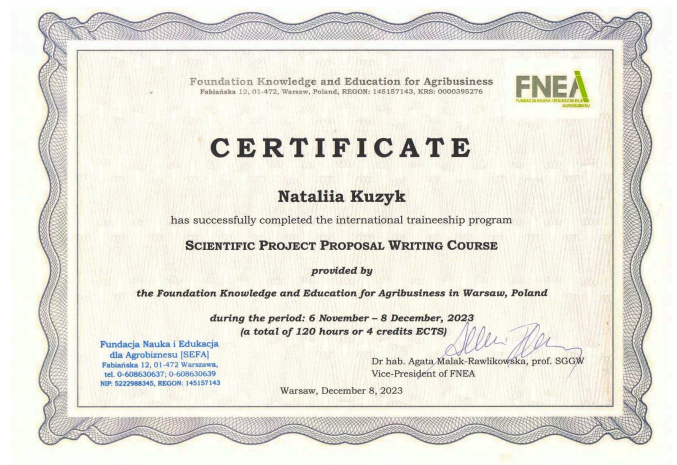 Foundation Knowledge and Education for Agribusiness
Fabiańska 12, 01-472, Warsaw, Poland, REGON: 145157143, KRS: 0000395276
FNEA
FUNDACJA NAUKA I EDUKACJA DLA
AGROBIZNESU
CERTIFICATE
Nataliia Kuzyk
has successfully completed the international traineeship program
SCIENTIFIC PROJECT PROPOSAL WRITING COURSE
provided by
the Foundation Knowledge and Education for Agribusiness in Warsaw, Poland
during the period: 6 November – 8 December, 2023
(a total of 120 hours or 4 credits ECTS)
Fundacja Nauka i Edukacja
dla Agrobiznesu [SEFA]
Fabiańska 12, 01-472 Warszawa,
tel. 0-608630637; 0-608630639
NIP: 5222988345, REGON: 145157143
Dr hab. Agata Malak-Rawlikowska, prof. SGGW
Vice-President of FNEA
Warsaw, December 8, 2023